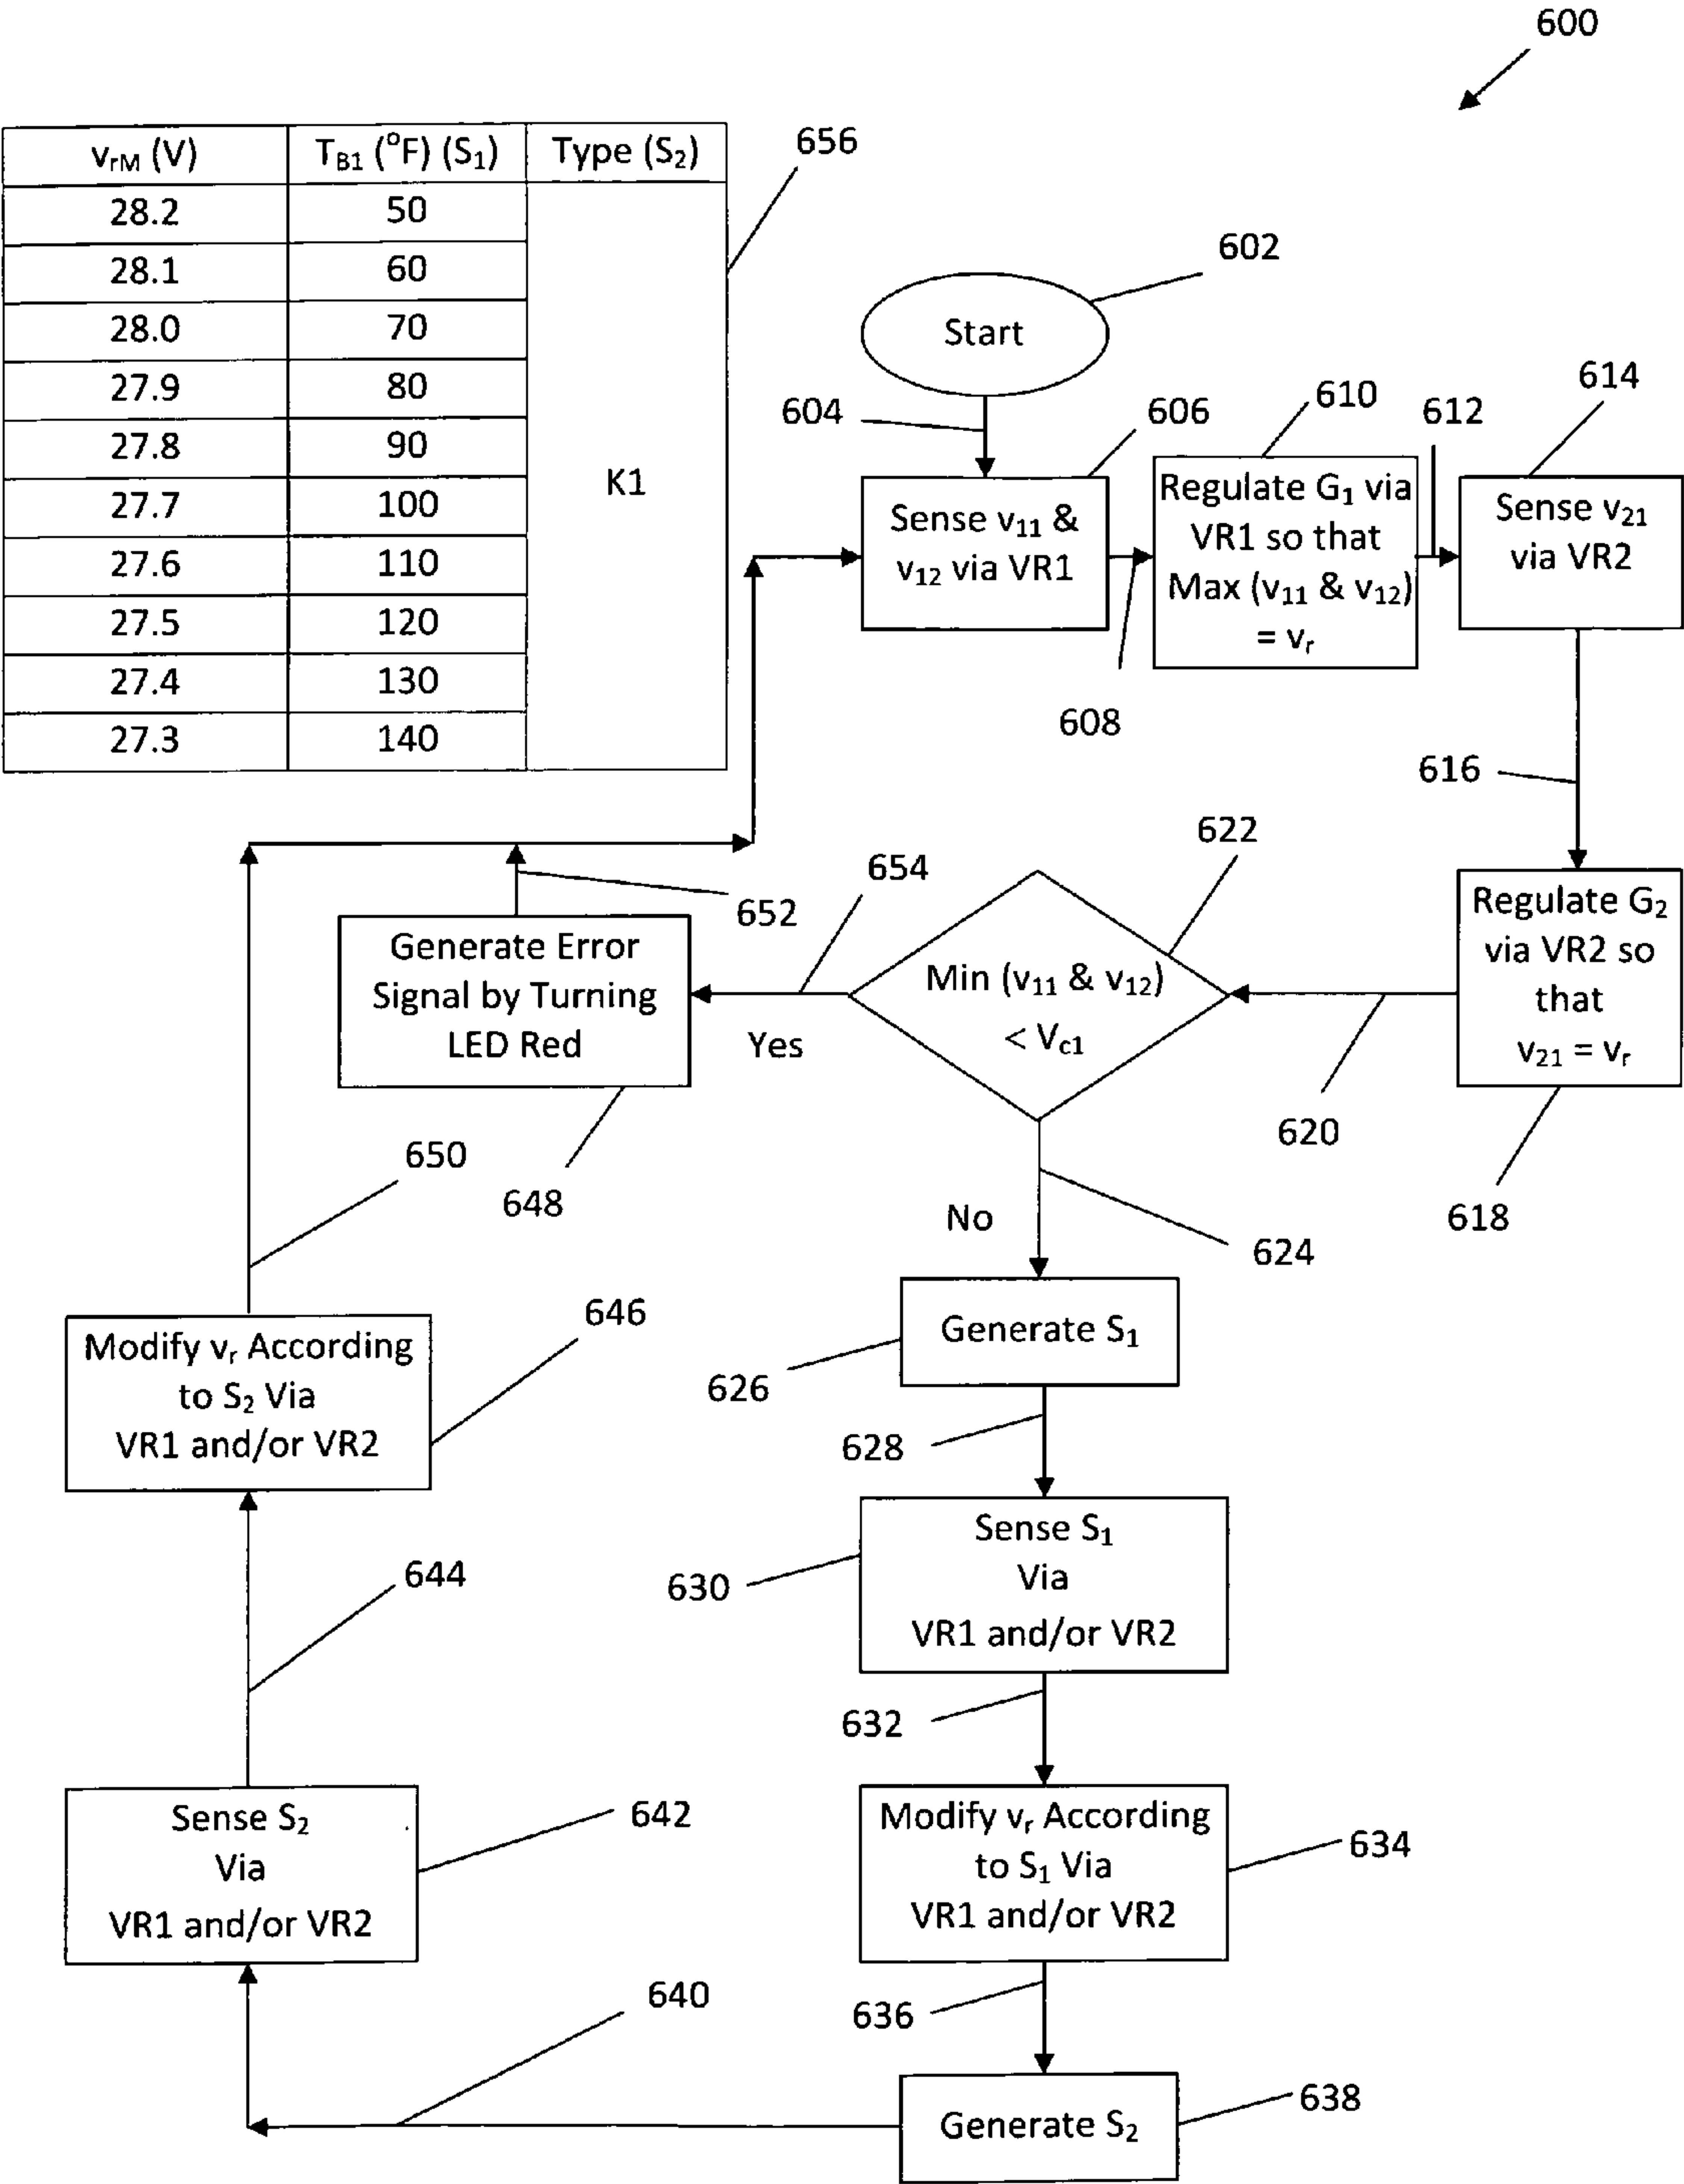 600
v_rM (V) T_B1 (°F) (S₁) Type (S₂)
28.2 50
28.1 60
28.0 70
27.9 80
27.8 90
27.7 100
27.6 110
27.5 120
27.4 130
27.3 140
K1
656
602
Start
604
606
Sense v₁₁ &
v₁₂ via VR1
608
610
Regulate G₁ via
VR1 so that
Max (v₁₁ & v₁₂)
= vᵣ
612
614
Sense v₂₁
via VR2
616
Regulate G₂
via VR2 so
that
v₂₁ = vᵣ
618
620
622
Min (v₁₁ & v₁₂)
< V_c1
654
Yes
652
Generate Error
Signal by Turning
LED Red
648
No
624
Generate S₁
626
628
Sense S₁
Via
VR1 and/or VR2
630
632
Modify vᵣ According
to S₁ Via
VR1 and/or VR2
634
636
Generate S₂
638
640
Sense S₂
Via
VR1 and/or VR2
642
644
Modify vᵣ According
to S₂ Via
VR1 and/or VR2
646
650